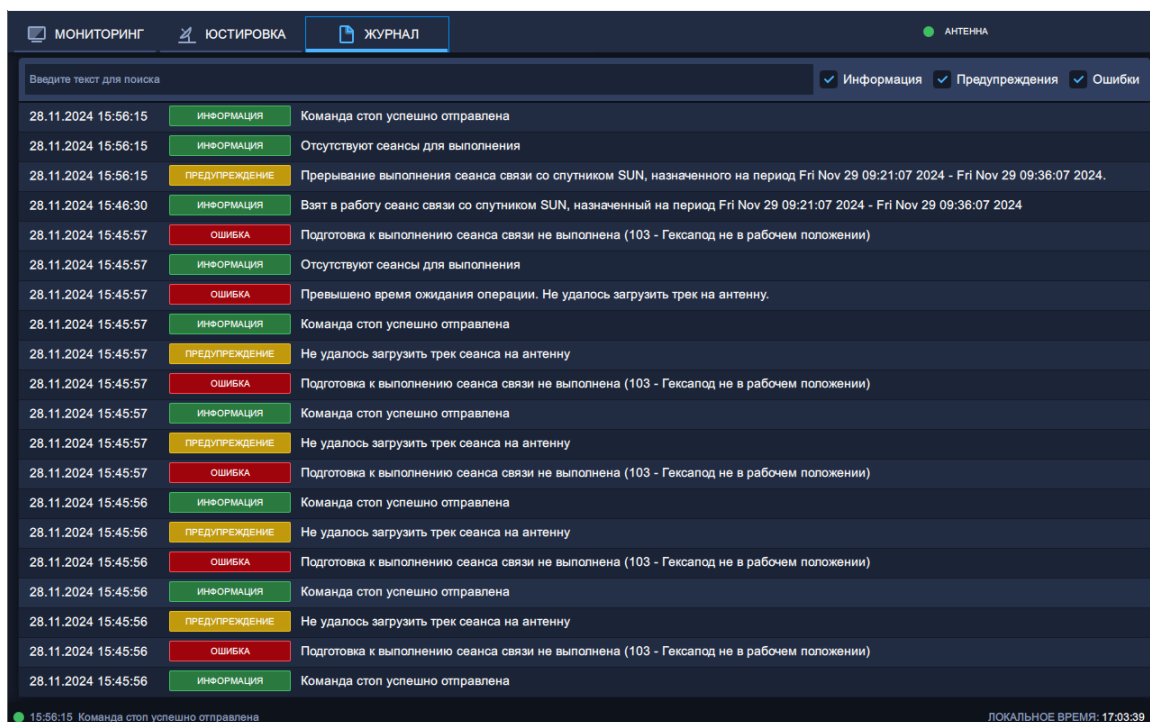 МОНИТОРИНГ ЮСТИРОВКА ЖУРНАЛ АНТЕННА
Введите текст для поиска Информация Предупреждения Ошибки
28.11.2024 15:56:15 ИНФОРМАЦИЯ Команда стоп успешно отправлена
28.11.2024 15:56:15 ИНФОРМАЦИЯ Отсутствуют сеансы для выполнения
28.11.2024 15:56:15 ПРЕДУПРЕЖДЕНИЕ Прерывание выполнения сеанса связи со спутником SUN, назначенного на период Fri Nov 29 09:21:07 2024 - Fri Nov 29 09:36:07 2024.
28.11.2024 15:46:30 ИНФОРМАЦИЯ Взят в работу сеанс связи со спутником SUN, назначенный на период Fri Nov 29 09:21:07 2024 - Fri Nov 29 09:36:07 2024
28.11.2024 15:45:57 ОШИБКА Подготовка к выполнению сеанса связи не выполнена (103 - Гексапод не в рабочем положении)
28.11.2024 15:45:57 ИНФОРМАЦИЯ Отсутствуют сеансы для выполнения
28.11.2024 15:45:57 ОШИБКА Превышено время ожидания операции. Не удалось загрузить трек на антенну.
28.11.2024 15:45:57 ИНФОРМАЦИЯ Команда стоп успешно отправлена
28.11.2024 15:45:57 ПРЕДУПРЕЖДЕНИЕ Не удалось загрузить трек сеанса на антенну
28.11.2024 15:45:57 ОШИБКА Подготовка к выполнению сеанса связи не выполнена (103 - Гексапод не в рабочем положении)
28.11.2024 15:45:57 ИНФОРМАЦИЯ Команда стоп успешно отправлена
28.11.2024 15:45:57 ПРЕДУПРЕЖДЕНИЕ Не удалось загрузить трек сеанса на антенну
28.11.2024 15:45:57 ОШИБКА Подготовка к выполнению сеанса связи не выполнена (103 - Гексапод не в рабочем положении)
28.11.2024 15:45:56 ИНФОРМАЦИЯ Команда стоп успешно отправлена
28.11.2024 15:45:56 ПРЕДУПРЕЖДЕНИЕ Не удалось загрузить трек сеанса на антенну
28.11.2024 15:45:56 ОШИБКА Подготовка к выполнению сеанса связи не выполнена (103 - Гексапод не в рабочем положении)
28.11.2024 15:45:56 ИНФОРМАЦИЯ Команда стоп успешно отправлена
28.11.2024 15:45:56 ПРЕДУПРЕЖДЕНИЕ Не удалось загрузить трек сеанса на антенну
28.11.2024 15:45:56 ОШИБКА Подготовка к выполнению сеанса связи не выполнена (103 - Гексапод не в рабочем положении)
28.11.2024 15:45:56 ИНФОРМАЦИЯ Команда стоп успешно отправлена
15:56:15 Команда стоп успешно отправлена ЛОКАЛЬНОЕ ВРЕМЯ: 17:03:39